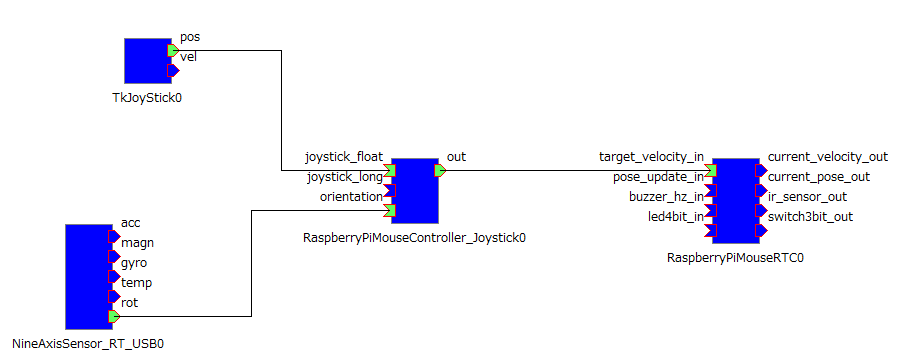 pos
vel
TkJoyStick0
joystick_float
joystick_long
orientation
out
RaspberryPiMouseController_Joystick0
target_velocity_in
pose_update_in
buzzer_hz_in
led4bit_in
current_velocity_out
current_pose_out
ir_sensor_out
switch3bit_out
RaspberryPiMouseRTC0
acc
magn
gyro
temp
rot
NineAxisSensor_RT_USB0